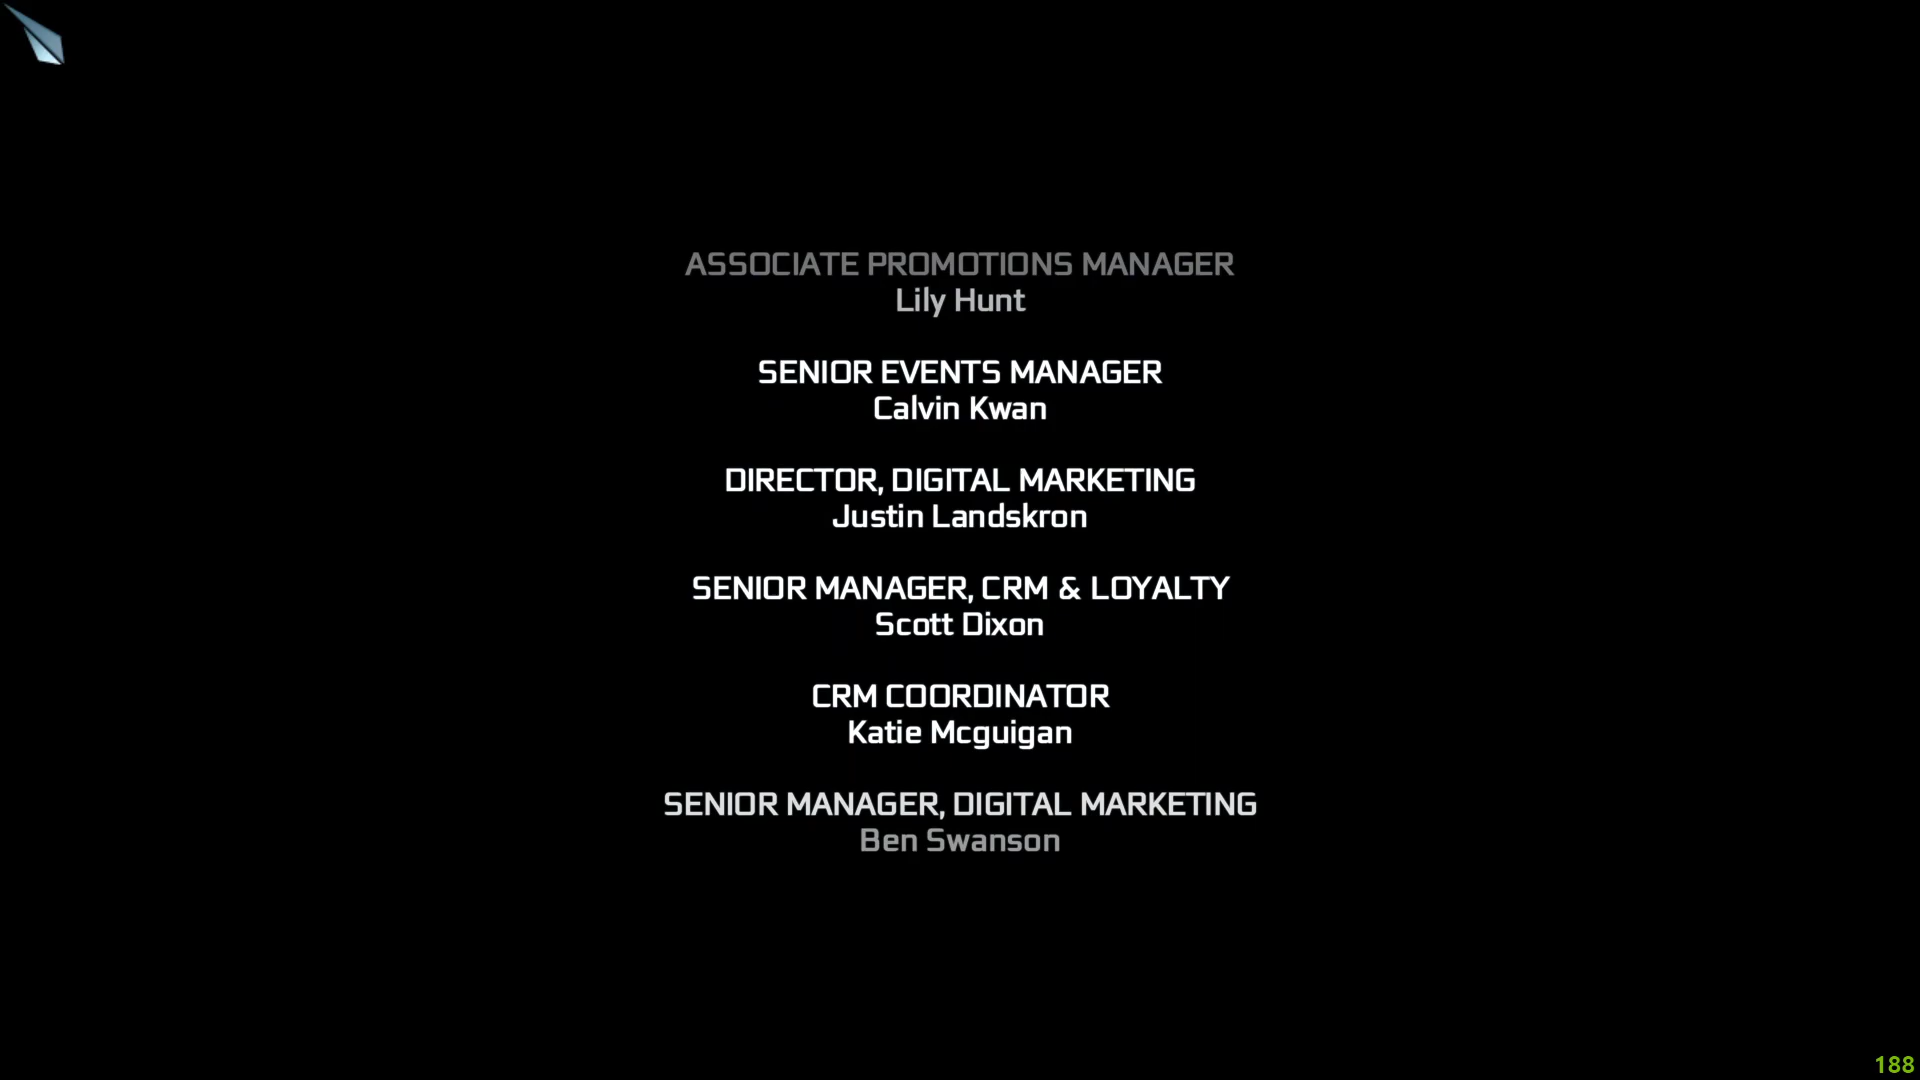 ASSOCIATE PROMOTIONS MANAGER
Lily Hunt
SENIOR EVENTS MANAGER
Calvin Kwan
DIRECTOR, DIGITAL MARKETING
Justin Landskron
SENIOR MANAGER, CRM & LOYALTY
Scott Dixon
CRM COORDINATOR
Katie Mcguigan
SENIOR MANAGER, DIGITAL MARKETING
Ben Swanson
188